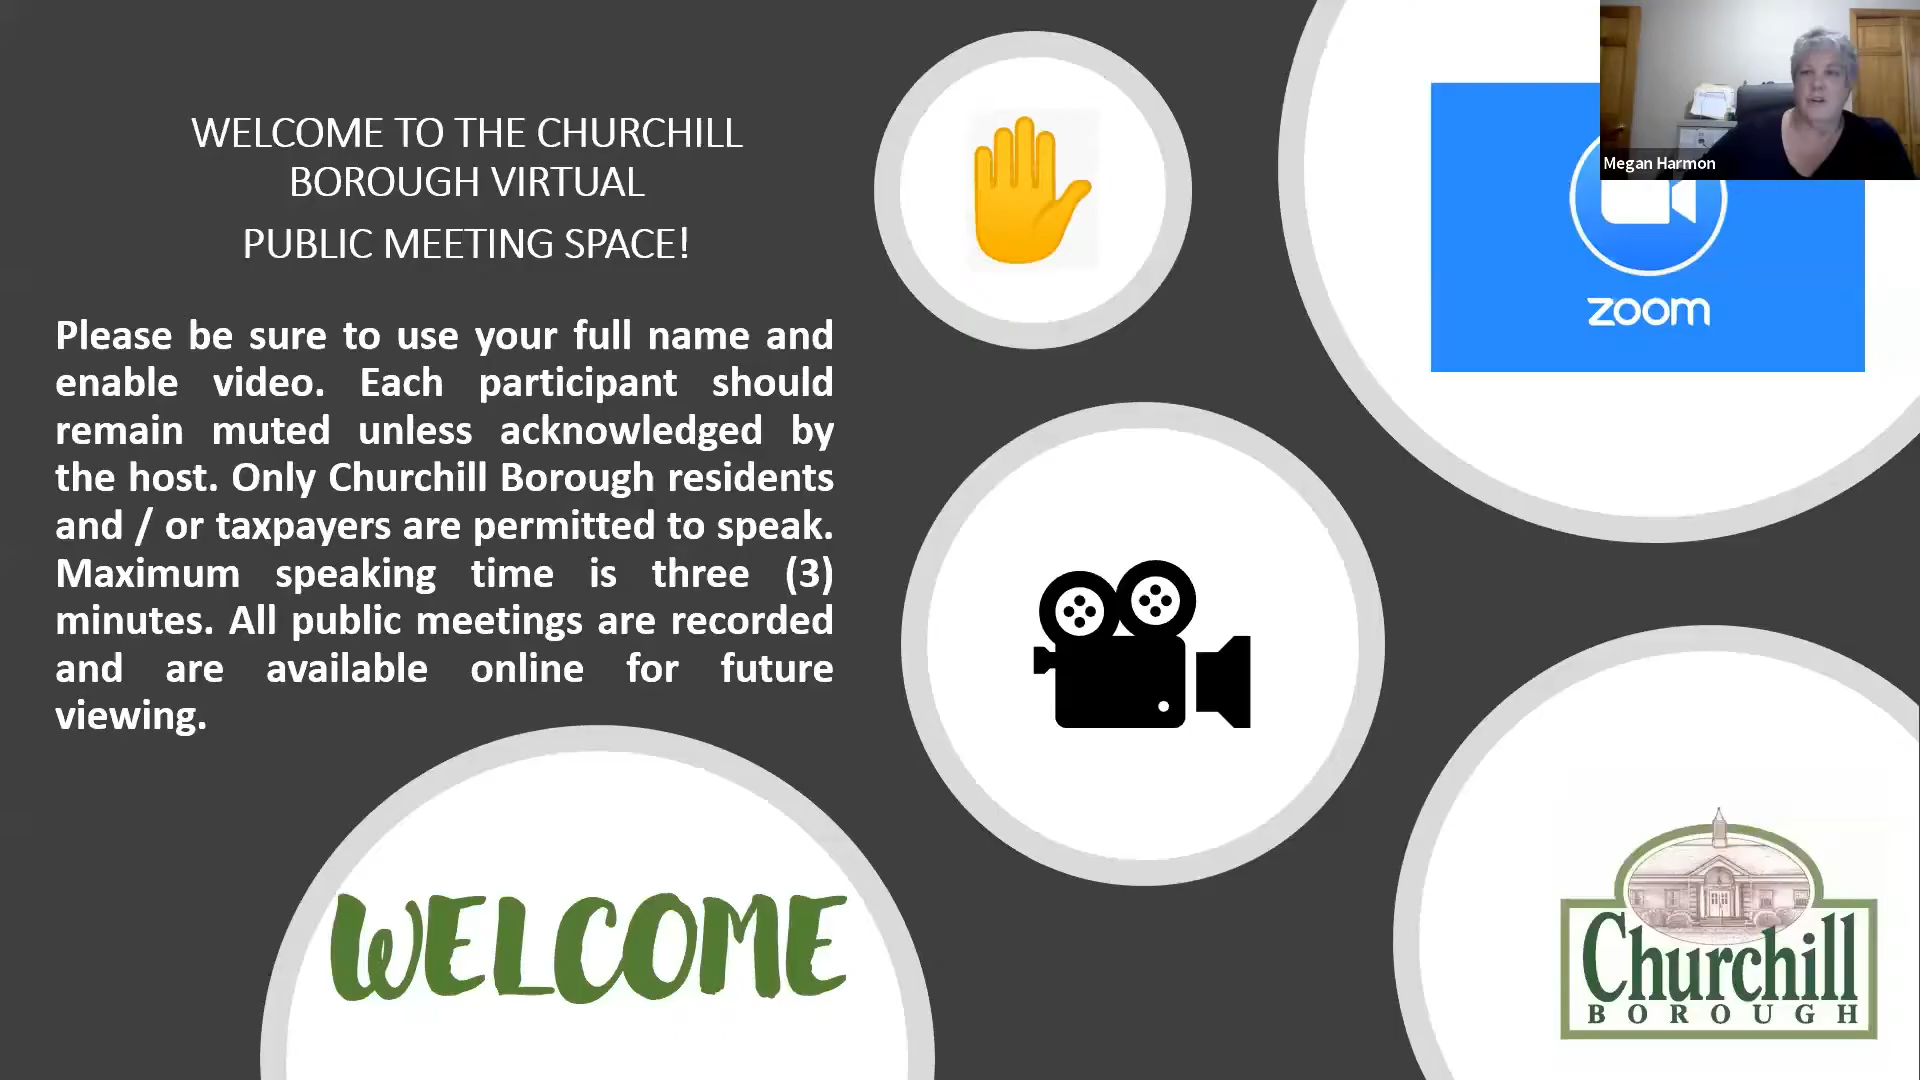 WELCOME TO THE CHURCHILL
BOROUGH VIRTUAL
PUBLIC MEETING SPACE!
Please be sure to use your full name and
enable video. Each participant should
remain muted unless acknowledged by
the host. Only Churchill Borough residents
and / or taxpayers are permitted to speak.
Maximum speaking time is three (3)
minutes. All public meetings are recorded
and are available online for future
viewing.
WELCOME
Megan Harmon
zoom
Churchill
BOROUGH